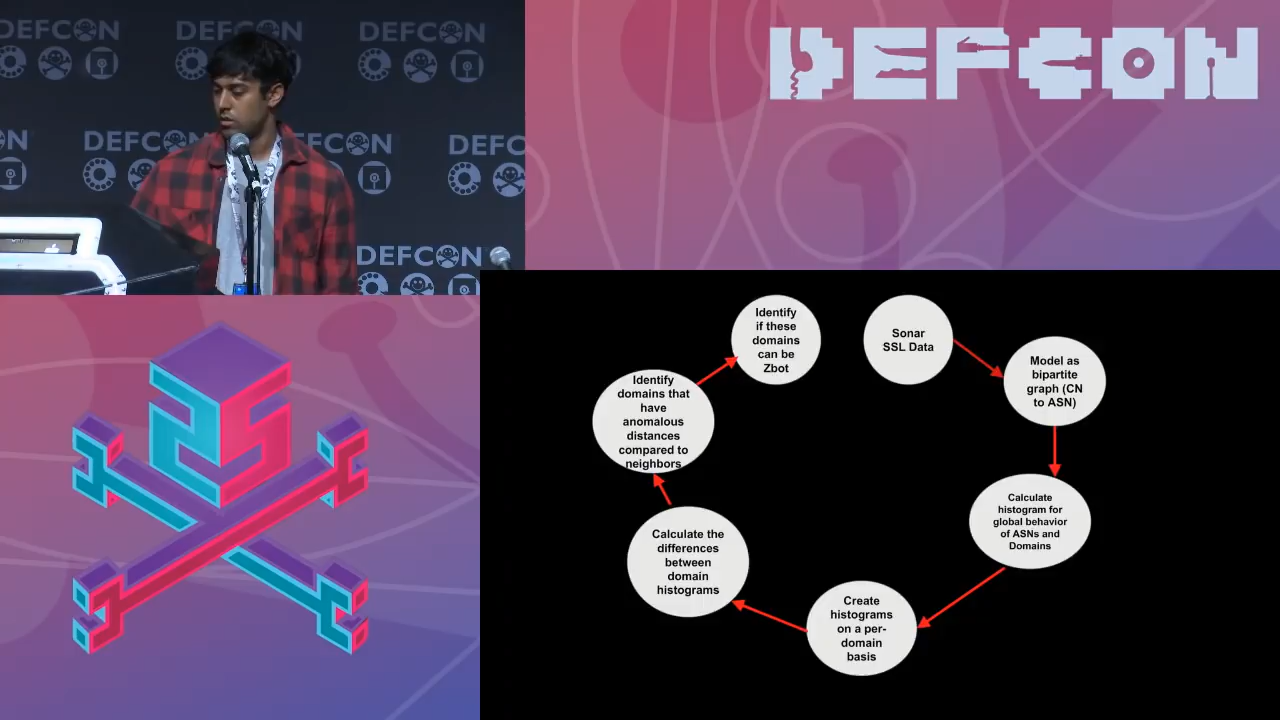 DEFCON
DEFCON
DEFCON
DEFCON
DEFCON
DEFC
DEFCON
DEFCON
Sonar
SSL Data
Model as
bipartite
graph (CN
to ASN)
Calculate
histogram for
global behavior
of ASNs and
Domains
Create
histograms
on a per-
domain
basis
Calculate the
differences
between
domain
histograms
Identify
domains that
have
anomalous
distances
compared to
neighbors
Identify
if these
domains
can be
Zbot